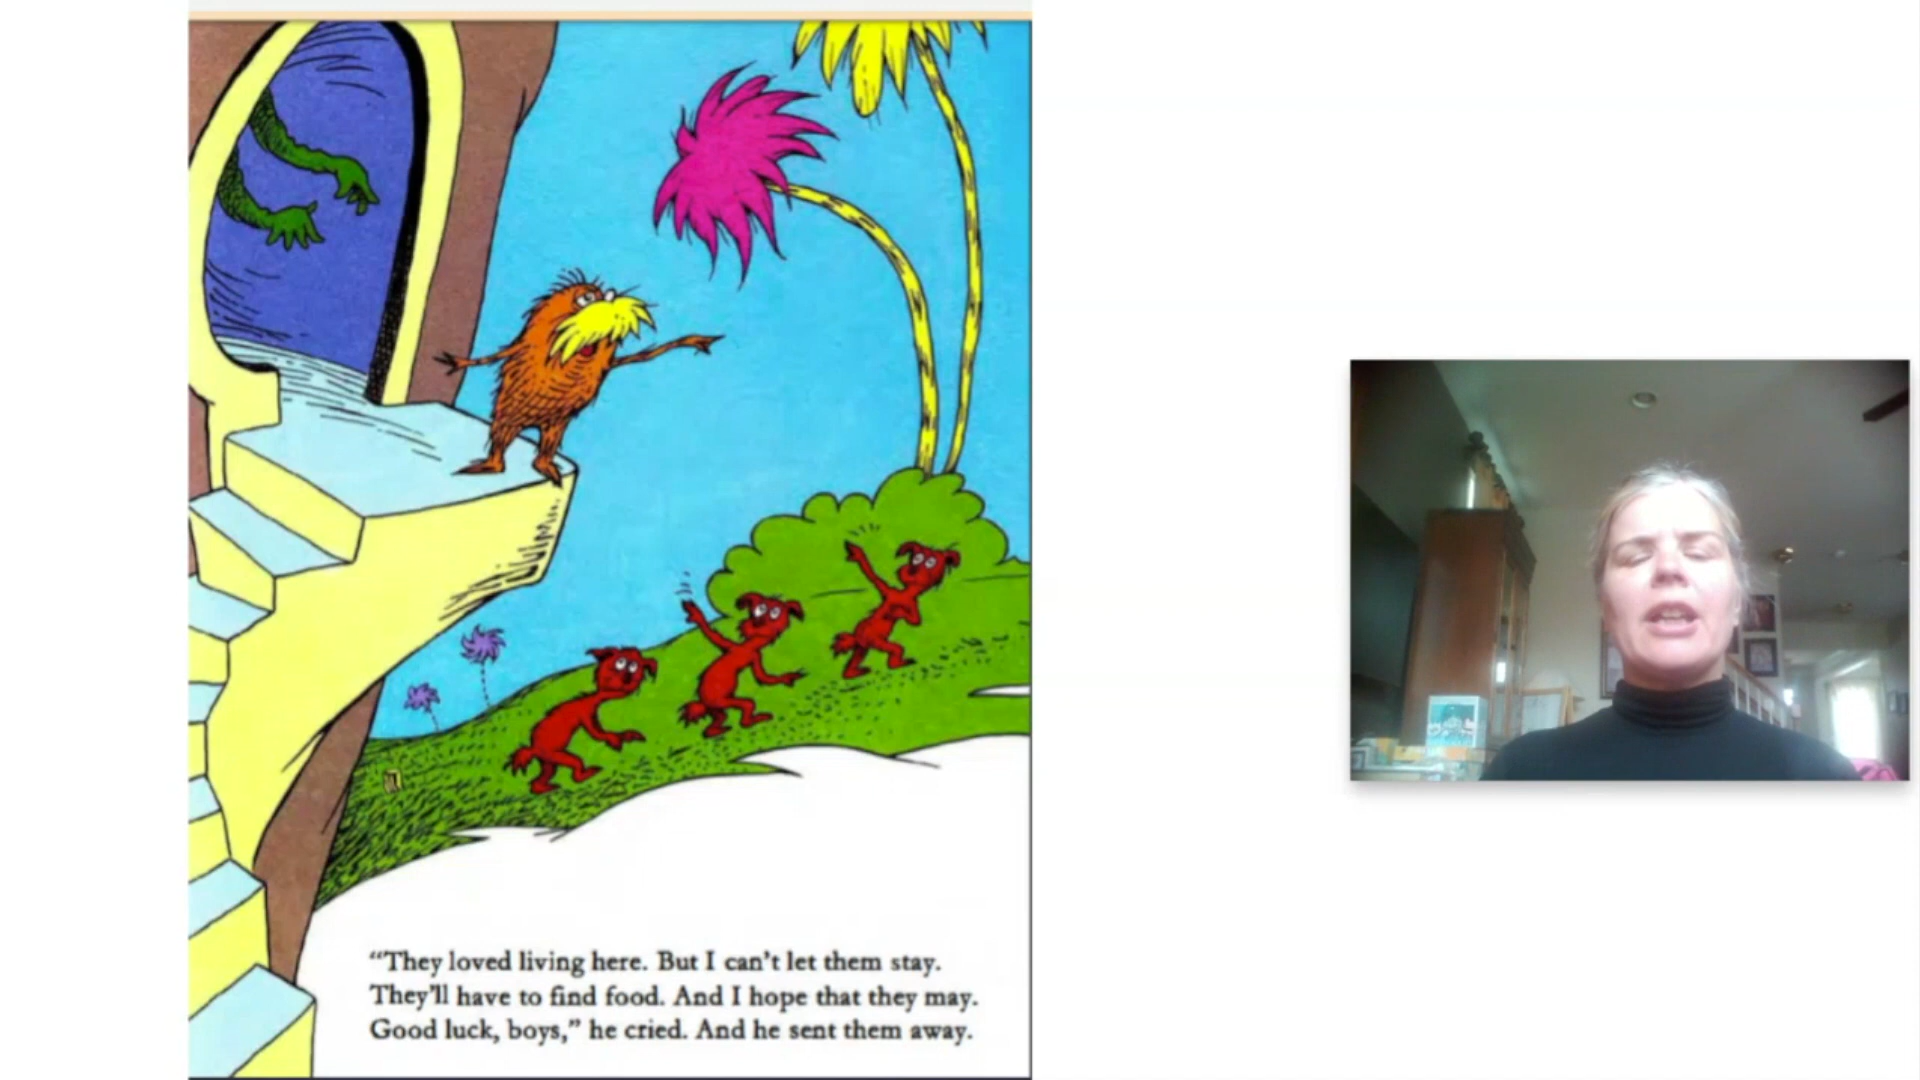 “They loved living here. But I can’t let them stay.
They’ll have to find food. And I hope that they may.
Good luck, boys,” he cried. And he sent them away.